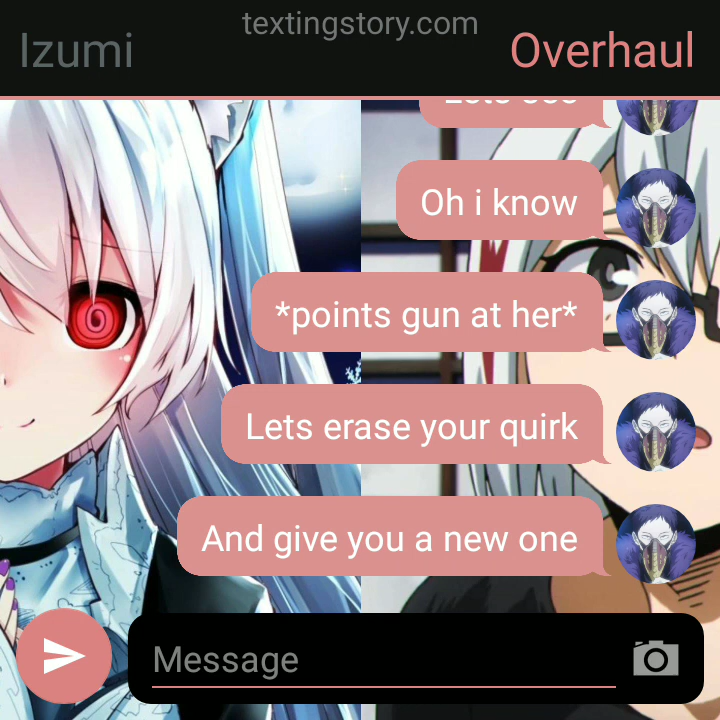 textingstory.com
Izumi
Overhaul
Oh i know
*points gun at her*
Lets erase your quirk
And give you a new one
Message